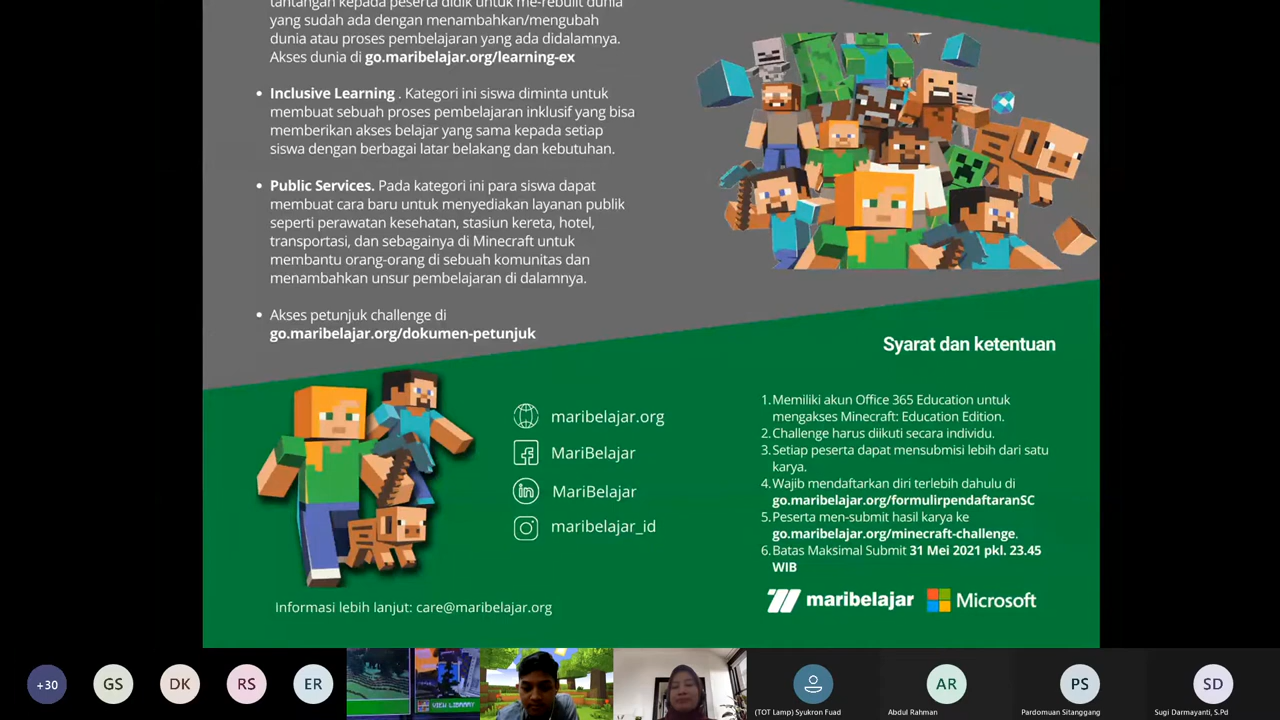 tantangan kepada peserta didik untuk me-rebuilt dunia
yang sudah ada dengan menambahkan/mengubah
dunia atau proses pembelajaran yang ada didalamnya.
Akses dunia di go.maribelajar.org/learning-ex
Inclusive Learning . Kategori ini siswa diminta untuk
membuat sebuah proses pembelajaran inklusif yang bisa
memberikan akses belajar yang sama kepada setiap
siswa dengan berbagai latar belakang dan kebutuhan.
Public Services. Pada kategori ini para siswa dapat
membuat cara baru untuk menyediakan layanan publik
seperti perawatan kesehatan, stasiun kereta, hotel,
transportasi, dan sebagainya di Minecraft untuk
membantu orang-orang di sebuah komunitas dan
menambahkan unsur pembelajaran di dalamnya.
Akses petunjuk challenge di
go.maribelajar.org/dokumen-petunjuk
maribelajar.org
MariBelajar
MariBelajar
maribelajar_id
Informasi lebih lanjut: care@maribelajar.org
Syarat dan ketentuan
1. Memiliki akun Office 365 Education untuk
mengakses Minecraft: Education Edition.
2. Challenge harus diikuti secara individu.
3. Setiap peserta dapat mensubmisi lebih dari satu
karya.
4. Wajib mendaftarkan diri terlebih dahulu di
go.maribelajar.org/formulirpendaftaranSC
5. Peserta men-submit hasil karya ke
go.maribelajar.org/minecraft-challenge.
6. Batas Maksimal Submit 31 Mei 2021 pkl. 23.45
WIB
maribelajar Microsoft
+30
GS
DK
RS
ER
VIEW LIBRARY
(TOT Lamp) Syukron Fuad
AR
Abdul Rahman
PS
Pardomuan Sitanggang
SD
Sugi Darmayanti, S.Pd